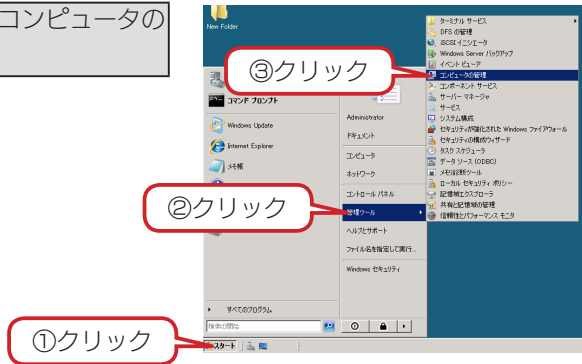 コンピュータの
New Folder
③クリック
コマンド プロンプト
Windows Update
Internet Explorer
メモ帳
②クリック
すべてのプログラム
検索の開始
①クリック
スタート
Administrator
ドキュメント
コンピュータ
ネットワーク
コントロール パネル
管理ツール
ヘルプとサポート
ファイル名を指定して実行...
Windows セキュリティ
ターミナル サービス
DFS の管理
iSCSI イニシエータ
Windows Server バックアップ
イベント ビューア
コンピュータの管理
コンポーネント サービス
サーバー マネージャ
サービス
システム構成
セキュリティが強化された Windows ファイアウォール
セキュリティの構成ウィザード
タスク スケジューラ
データ ソース (ODBC)
メモリ診断ツール
ローカル セキュリティ ポリシー
記憶域エクスプローラ
共有と記憶域の管理
信頼性とパフォーマンス モニタ